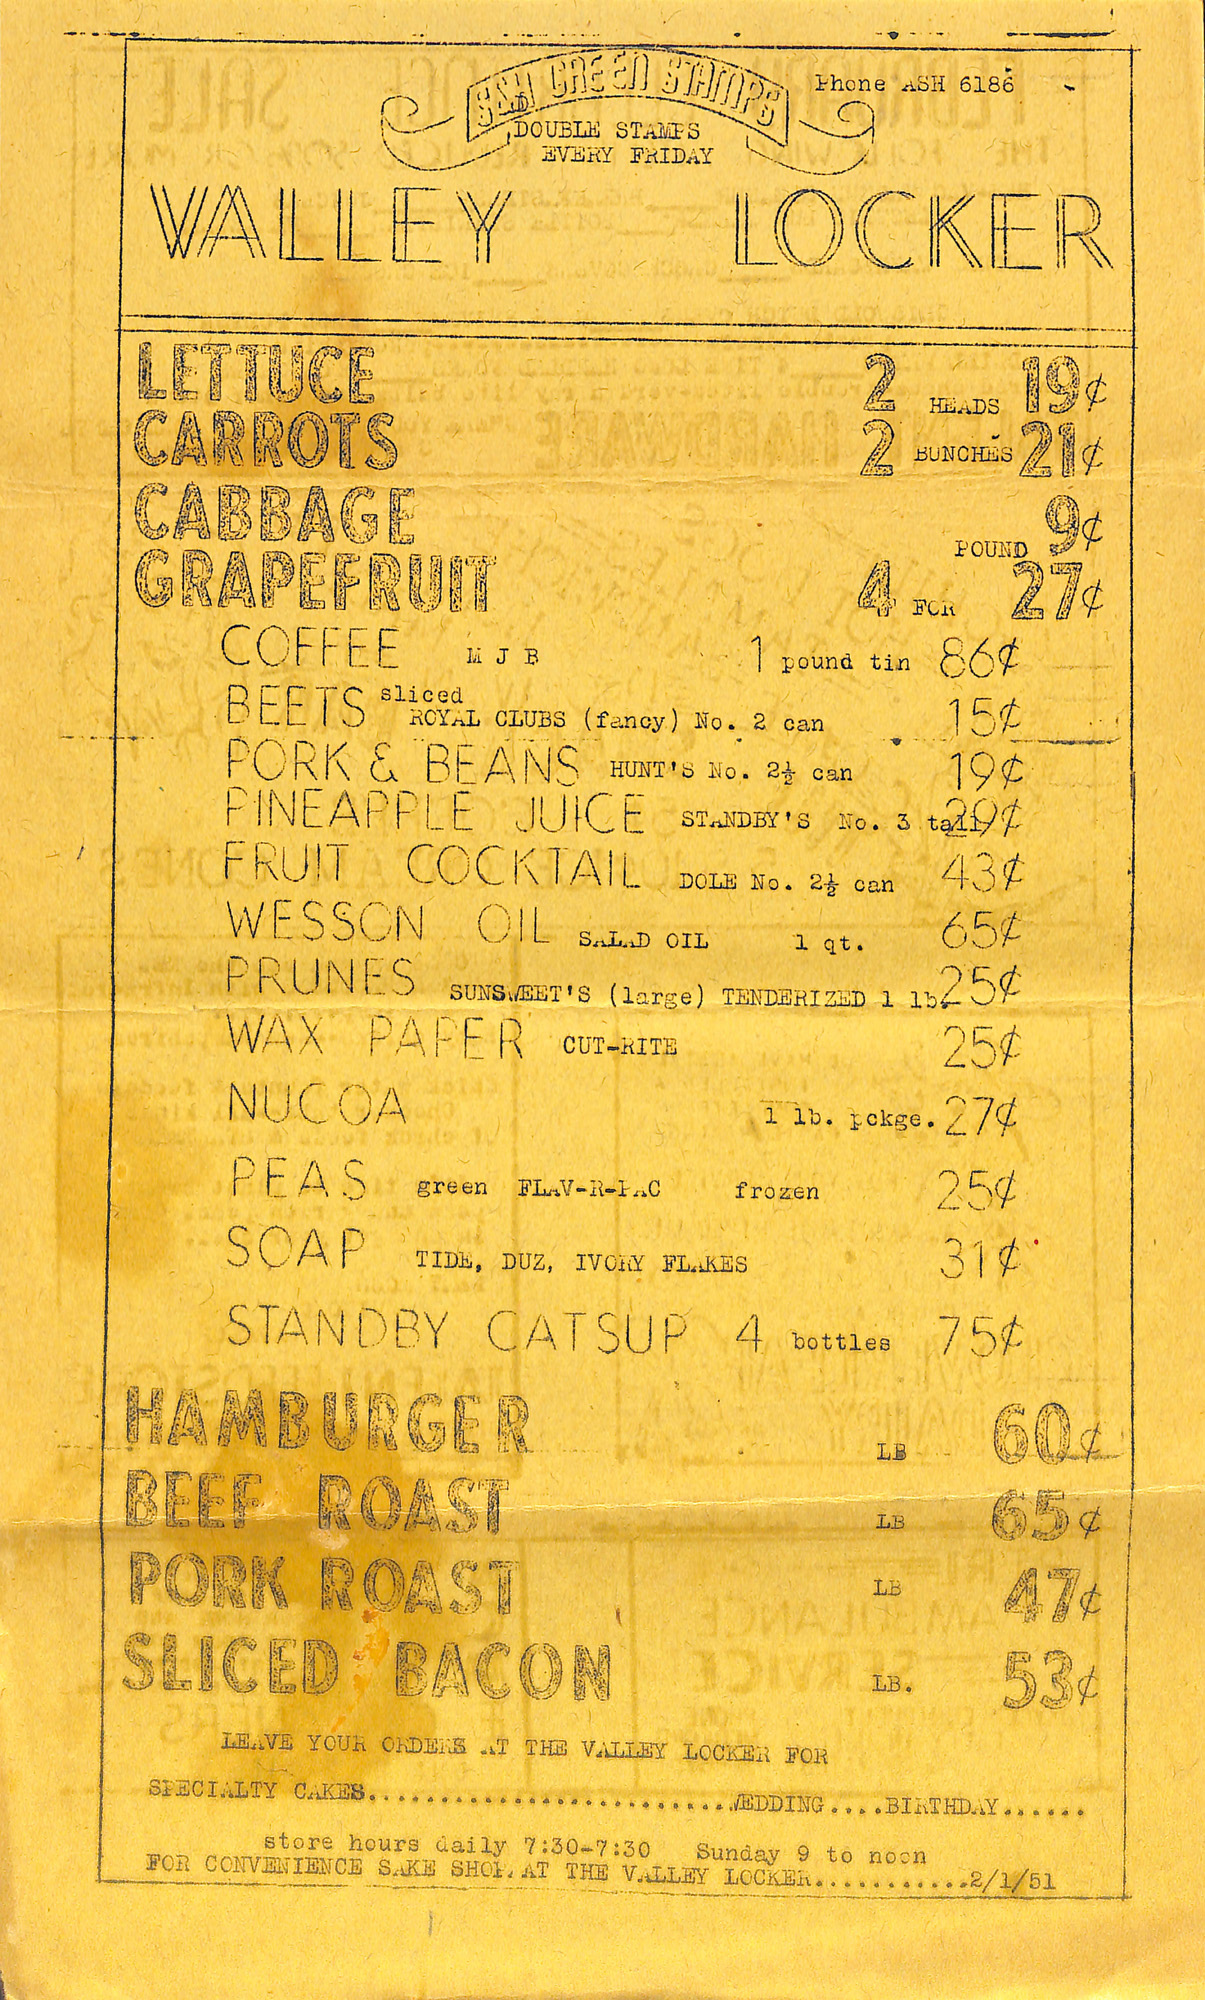 S&H GREEN STAMPS
Phone ASH 6186
DOUBLE STAMPS
EVERY FRIDAY
VALLEY LOCKER
LETTUCE 2 HEADS 19¢
CARROTS 2 BUNCHES 21¢
CABBAGE POUND 9¢
GRAPEFRUIT 4 FOR 27¢
COFFEE M J B 1 pound tin 86¢
BEETS sliced ROYAL CLUBS (fancy) No. 2 can 15¢
PORK & BEANS HUNT'S No. 2½ can 19¢
PINEAPPLE JUICE STANDBY'S No. 3 tall 29¢
FRUIT COCKTAIL DOLE No. 2½ can 43¢
WESSON OIL SALAD OIL 1 qt. 65¢
PRUNES SUNSWEET'S (large) TENDERIZED 1 lb. 25¢
WAX PAPER CUT-RITE 25¢
NUCOA 1 lb. pckge. 27¢
PEAS green FLAV-R-PAC frozen 25¢
SOAP TIDE, DUZ, IVORY FLAKES 31¢
STANDBY CATSUP 4 bottles 75¢
HAMBURGER LB 60¢
BEEF ROAST LB 65¢
PORK ROAST LB 47¢
SLICED BACON LB. 53¢
LEAVE YOUR ORDERS AT THE VALLEY LOCKER FOR
SPECIALTY CAKES.........................WEDDING....BIRTHDAY......
store hours daily 7:30-7:30 Sunday 9 to noon
FOR CONVENIENCE SAKE SHOP AT THE VALLEY LOCKER...........2/1/51